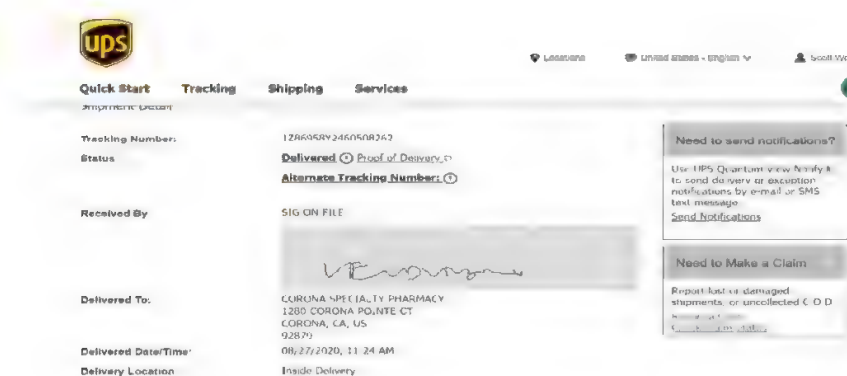 ups
Locations
United States - English
Quick Start Tracking Shipping Services
Shipment Detail
Tracking Number:
Status Delivered Proof of Delivery
Alternate Tracking Number:
Received By SIG ON FILE
Delivered To: CORONA SPECIALTY PHARMACY
1280 CORONA POINTE CT
CORONA, CA, US
92879
Delivered Date/Time: 08/27/2020, 11:24 AM
Delivery Location Inside Delivery
Need to send notifications?
Use UPS Quantum View Notify
to send delivery or exception
notifications by e-mail or SMS
text message
Send Notifications
Need to Make a Claim
Report lost or damaged
shipments, or uncollected C.O.D